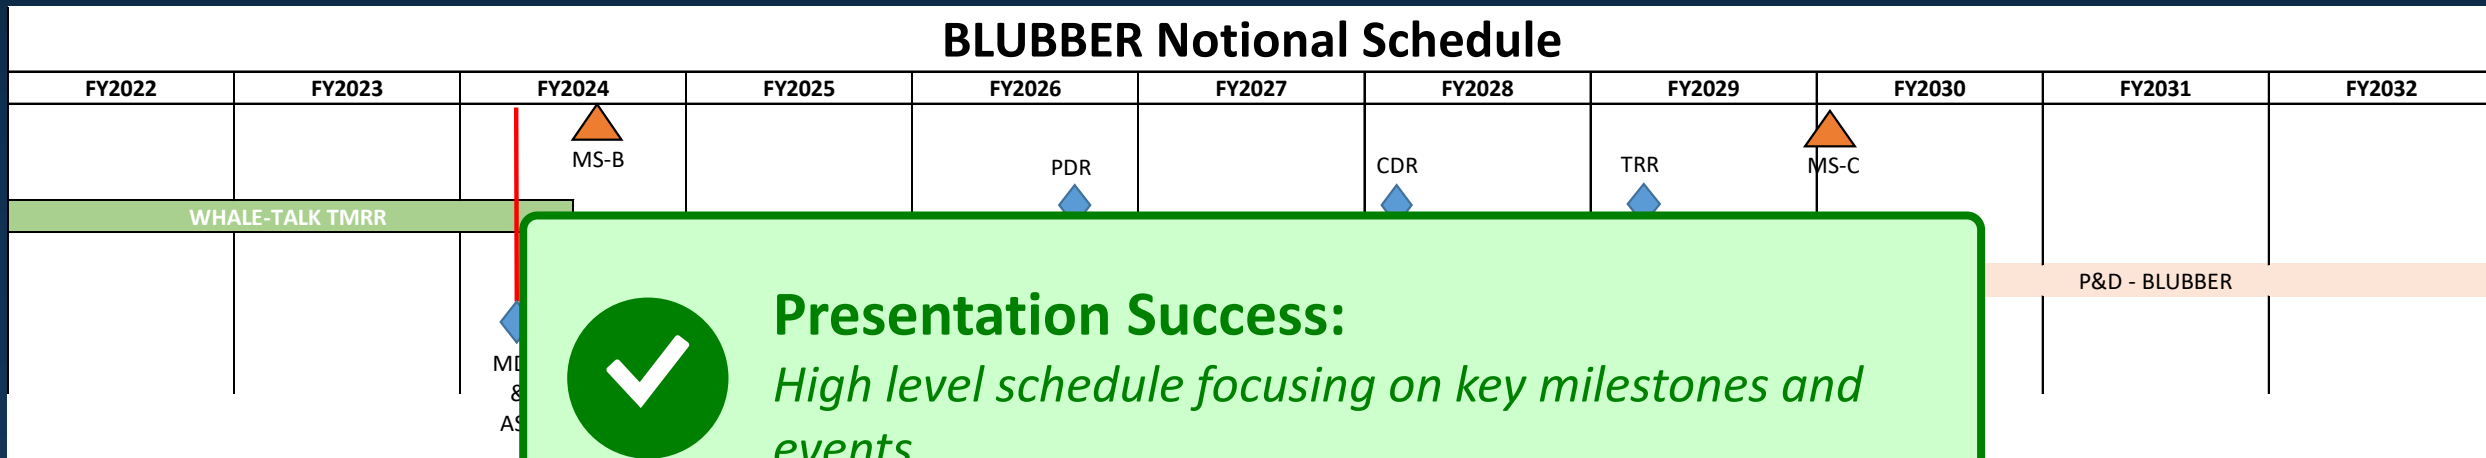 BLUBBER Notional Schedule
FY2022 FY2023 FY2024 FY2025 FY2026 FY2027 FY2028 FY2029 FY2030 FY2031 FY2032
MS-B
PDR
CDR
TRR
MS-C
WHALE-TALK TMRR
P&D - BLUBBER
Presentation Success:
High level schedule focusing on key milestones and
events